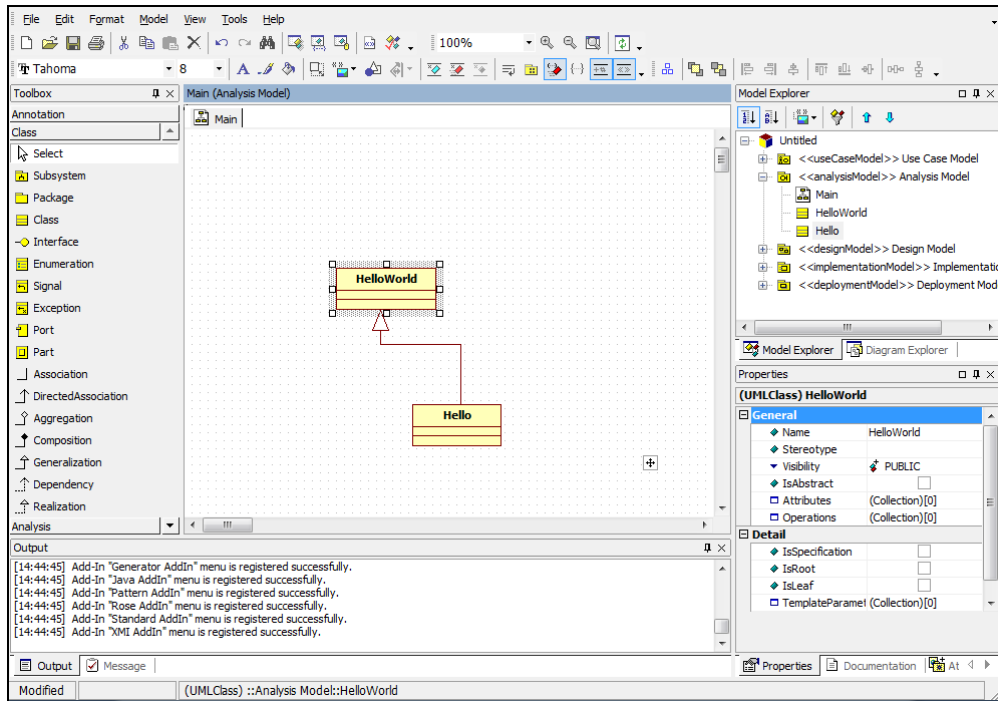 File Edit Format Model View Tools Help
100%
Tahoma 8
Toolbox
Annotation
Class
Select
Subsystem
Package
Class
Interface
Enumeration
Signal
Exception
Port
Part
Association
DirectedAssociation
Aggregation
Composition
Generalization
Dependency
Realization
Analysis
Main (Analysis Model)
Main
HelloWorld
Hello
Model Explorer
Untitled
<<useCaseModel>> Use Case Model
<<analysisModel>> Analysis Model
Main
HelloWorld
Hello
<<designModel>> Design Model
<<implementationModel>> Implementatio
<<deploymentModel>> Deployment Mod
Model Explorer Diagram Explorer
Properties
(UMLClass) HelloWorld
General
Name HelloWorld
Stereotype
Visibility PUBLIC
IsAbstract
Attributes (Collection)[0]
Operations (Collection)[0]
Detail
IsSpecification
IsRoot
IsLeaf
TemplateParamet (Collection)[0]
Properties Documentation At
Output
[14:44:45] Add-In "Generator AddIn" menu is registered successfully.
[14:44:45] Add-In "Java AddIn" menu is registered successfully.
[14:44:45] Add-In "Pattern AddIn" menu is registered successfully.
[14:44:45] Add-In "Rose AddIn" menu is registered successfully.
[14:44:45] Add-In "Standard AddIn" menu is registered successfully.
[14:44:45] Add-In "XMI AddIn" menu is registered successfully.
Output Message
Modified (UMLClass) ::Analysis Model::HelloWorld